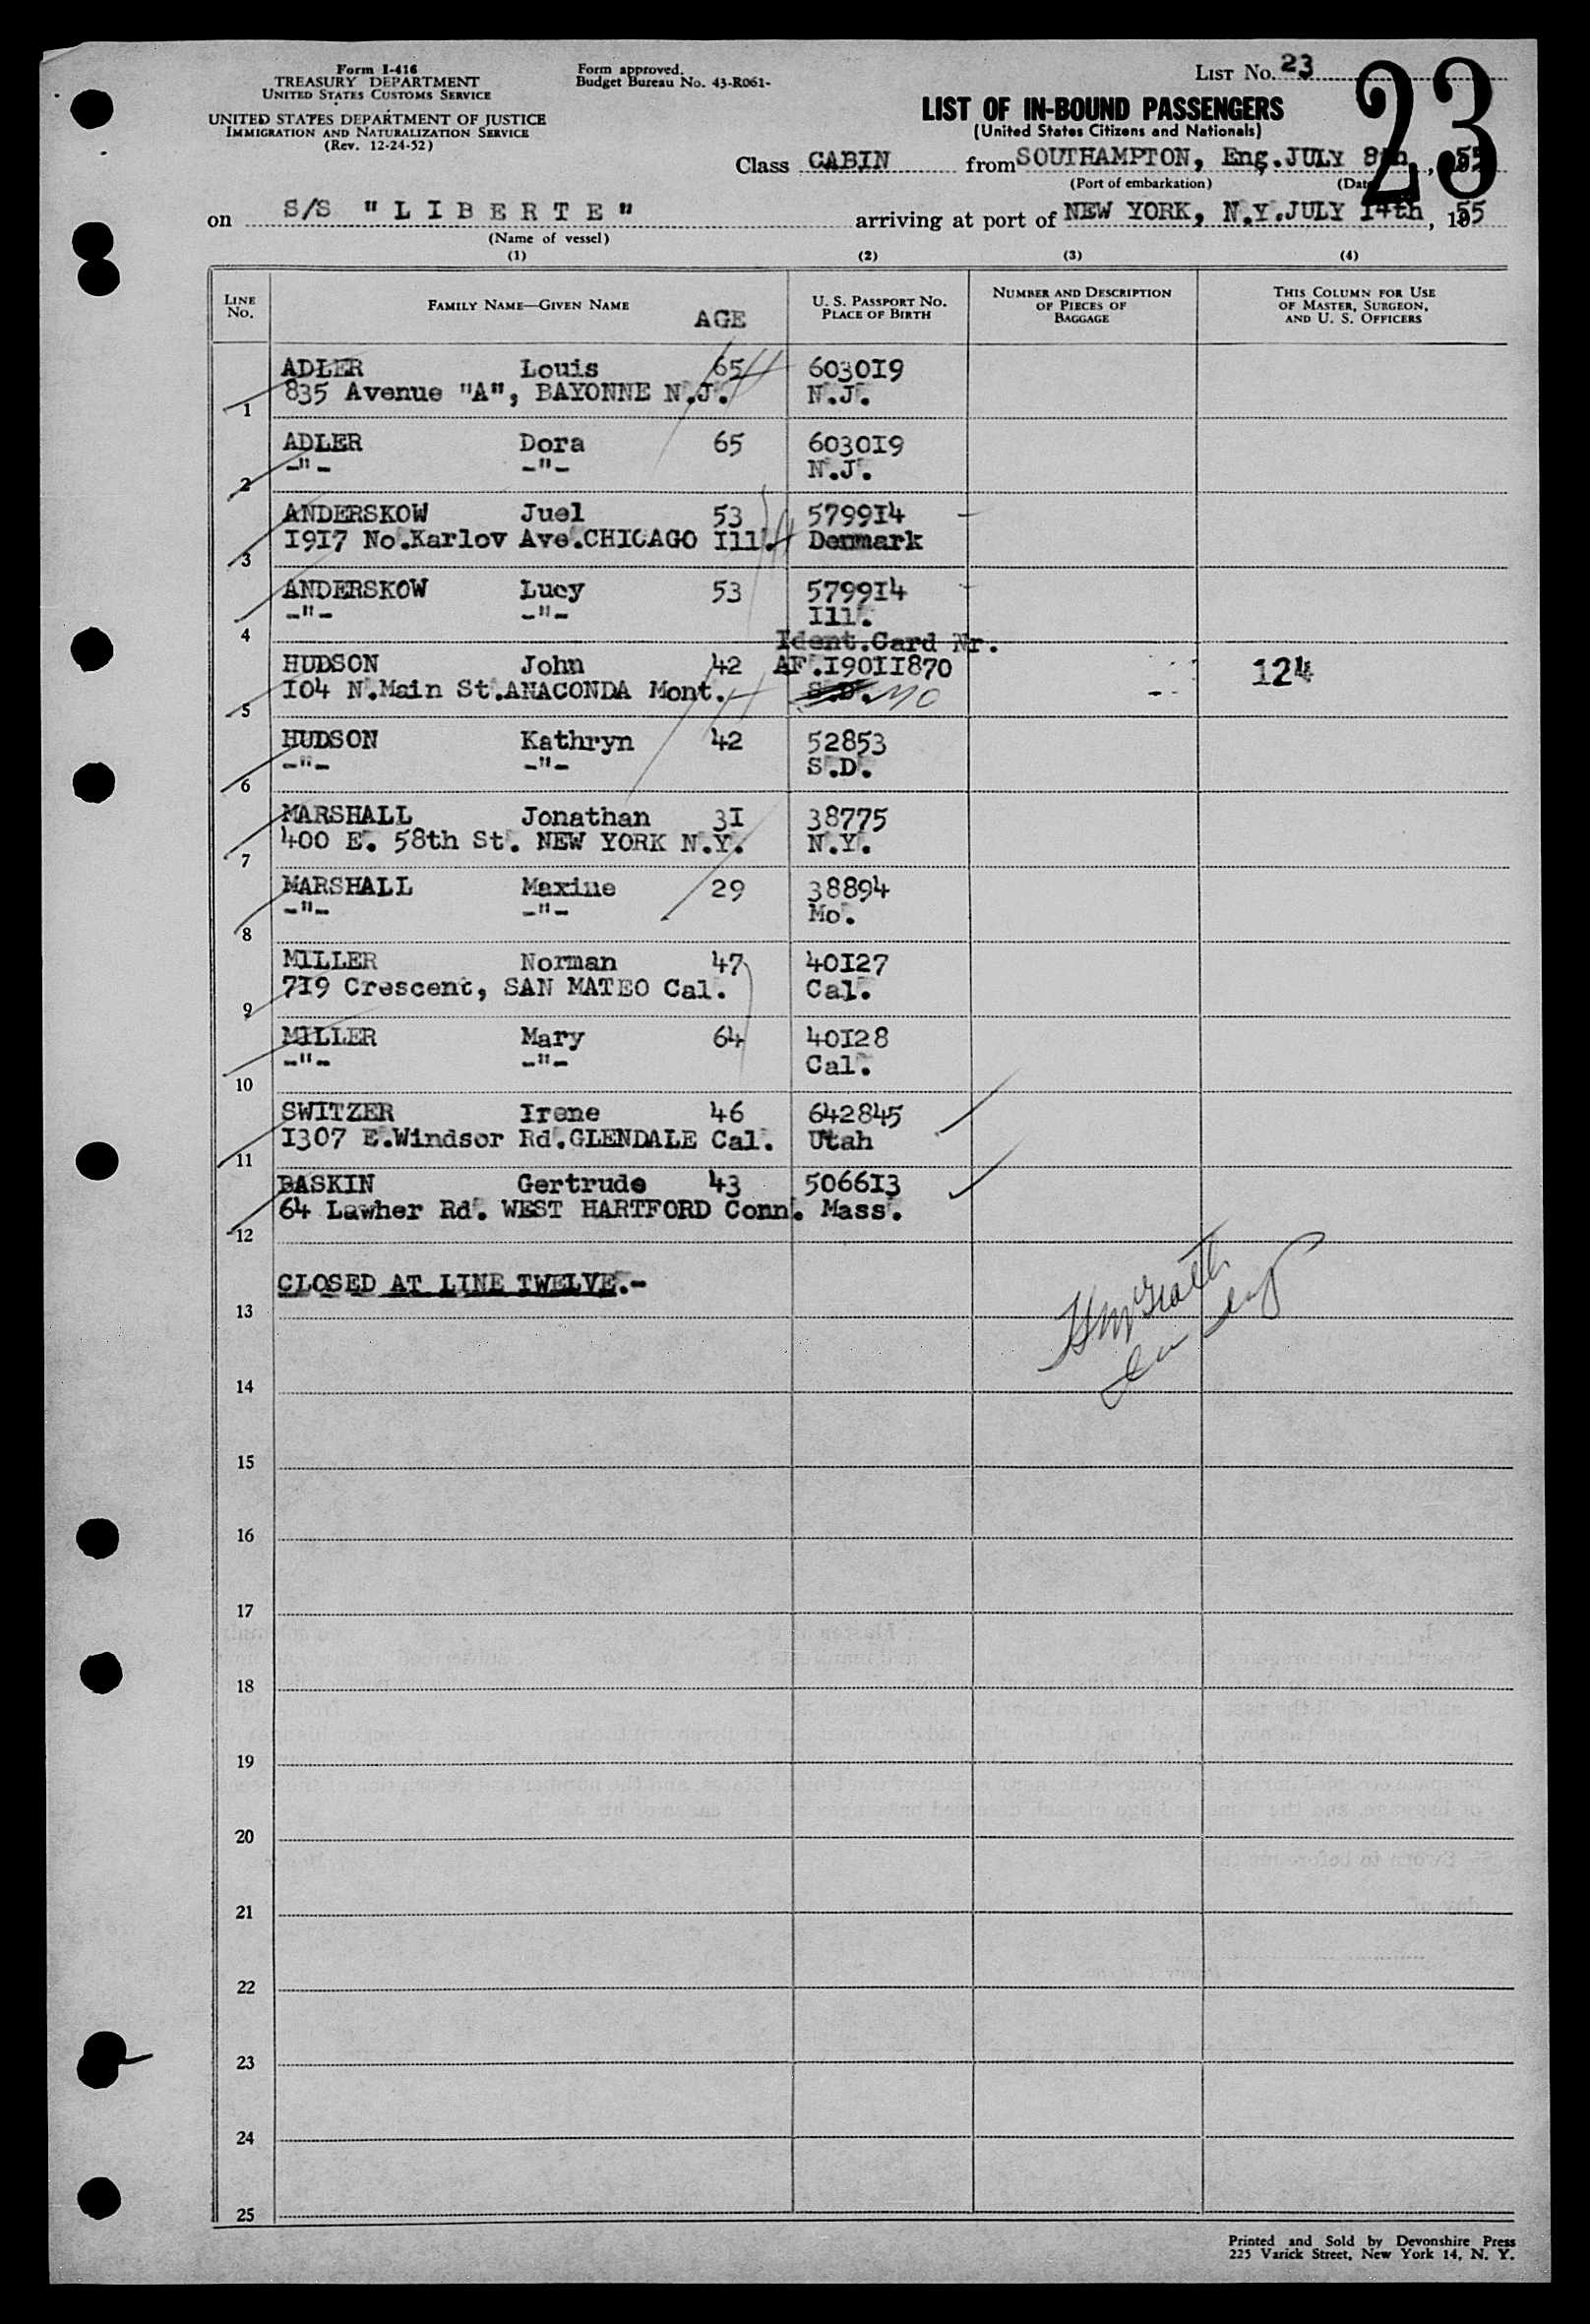 Form I-416
TREASURY DEPARTMENT
UNITED STATES CUSTOMS SERVICE
UNITED STATES DEPARTMENT OF JUSTICE
IMMIGRATION AND NATURALIZATION SERVICE
(Rev. 12-24-52)
Form approved.
Budget Bureau No. 43-R061-
LIST NO. 23
23
LIST OF IN-BOUND PASSENGERS
(United States Citizens and Nationals)
Class CABIN from SOUTHAMPTON, Eng. JULY 8th, 1955
(Port of embarkation) (Date)
on S/S "L I B E R T E" arriving at port of NEW YORK, N.Y. JULY 14th, 1955
(Name of vessel)
(1) (2) (3) (4)
LINE NO. FAMILY NAME—GIVEN NAME AGE U. S. PASSPORT NO. PLACE OF BIRTH NUMBER AND DESCRIPTION OF PIECES OF BAGGAGE THIS COLUMN FOR USE OF MASTER, SURGEON, AND U. S. OFFICERS
ADLER Louis 65 603019
1 835 Avenue "A", BAYONNE N.J. N.J.
ADLER Dora 65 603019
2 -"- -"- N.J.
ANDERSKOW Juel 53 579914
3 1917 No.Karlov Ave.CHICAGO Ill. Denmark
ANDERSKOW Lucy 53 579914
4 -"- -"- Ill.
Ident.Card Nr.
HUDSON John 42 AF.19011870 124
5 104 N.Main St.ANACONDA Mont. S.D. MO
HUDSON Kathryn 42 52853
6 -"- -"- S.D.
MARSHALL Jonathan 31 38775
7 400 E. 58th St. NEW YORK N.Y. N.Y.
MARSHALL Maxine 29 38894
8 -"- -"- Mo.
MILLER Norman 47 40127
9 719 Crescent, SAN MATEO Cal. Cal.
MILLER Mary 64 40128
10 -"- -"- Cal.
SWITZER Irene 46 642845
11 1307 E.Windsor Rd.GLENDALE Cal. Utah
BASKIN Gertrude 43 506613
12 64 Lawher Rd. WEST HARTFORD Conn. Mass.
CLOSED AT LINE TWELVE.-
13
14
15
16
17
18
19
20
21
22
23
24
25
Printed and Sold by Devonshire Press
225 Varick Street, New York 14, N. Y.